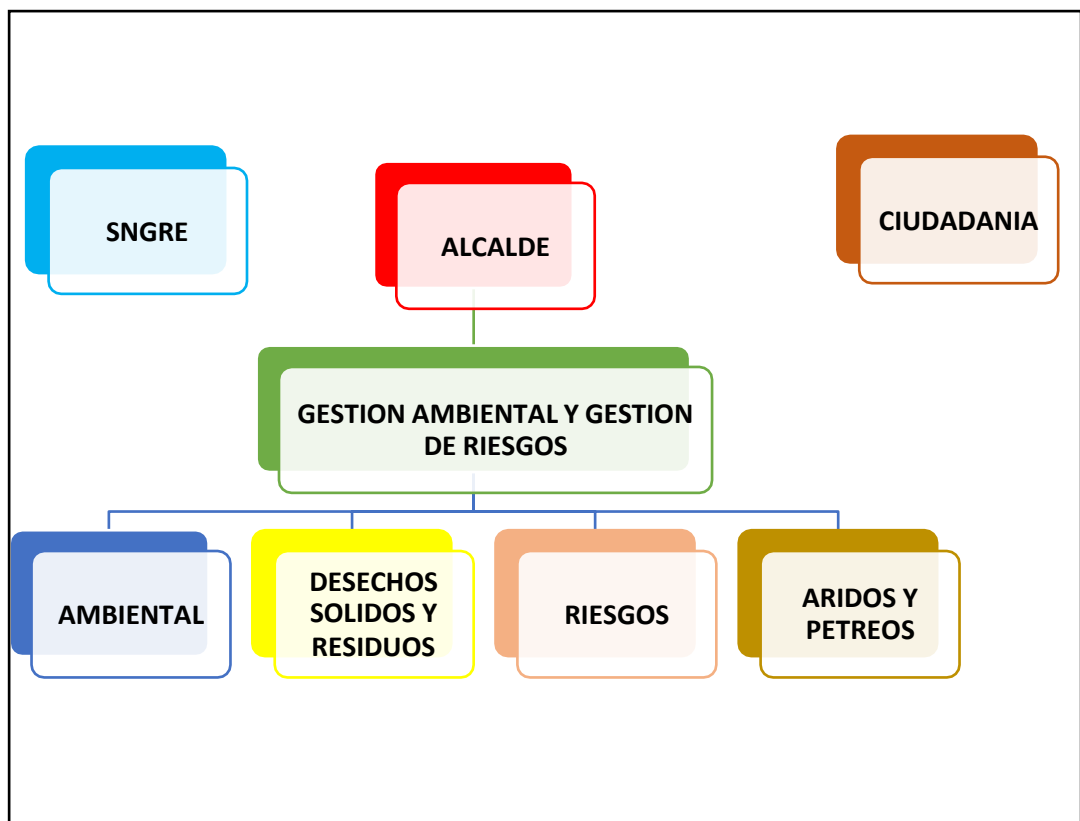 SNGRE
ALCALDE
CIUDADANIA
GESTION AMBIENTAL Y GESTION
DE RIESGOS
AMBIENTAL
DESECHOS
SOLIDOS Y
RESIDUOS
RIESGOS
ARIDOS Y
PETREOS